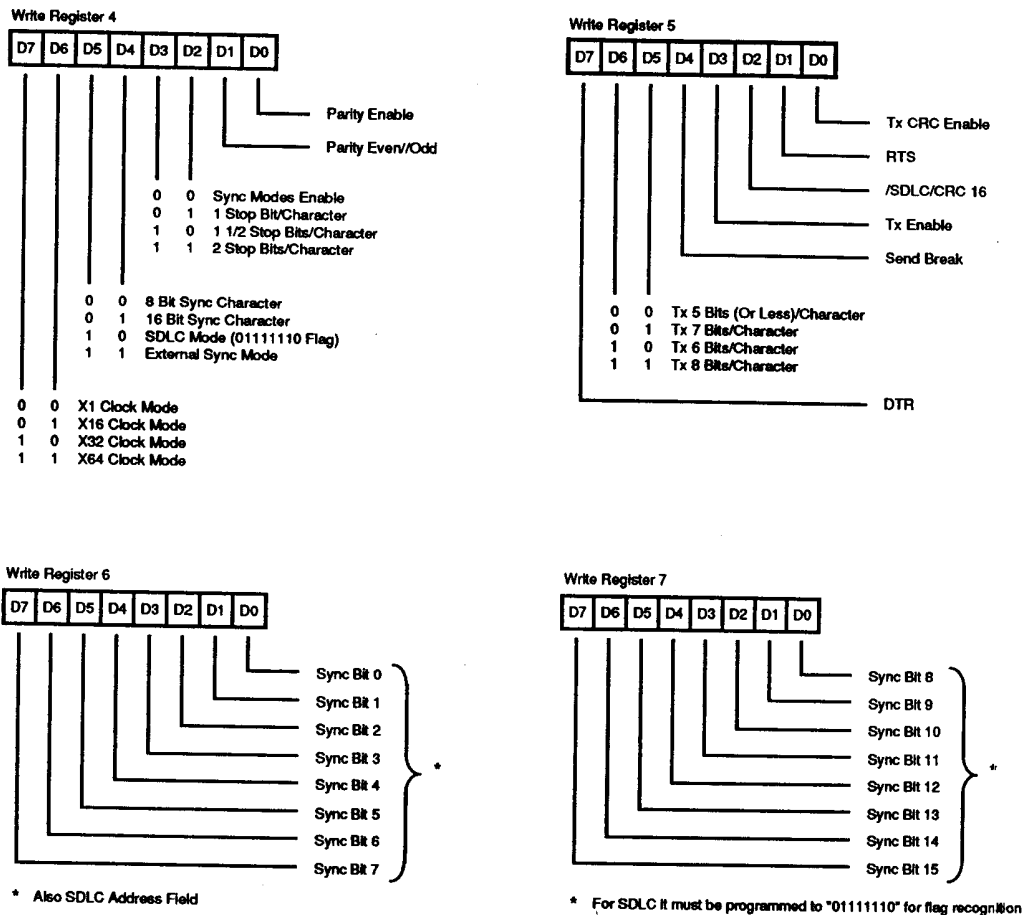 Write Register 4
D7 D6 D5 D4 D3 D2 D1 D0
Parity Enable
Parity Even//Odd
0 0 Sync Modes Enable
0 1 1 Stop Bit/Character
1 0 1 1/2 Stop Bits/Character
1 1 2 Stop Bits/Character
0 0 8 Bit Sync Character
0 1 16 Bit Sync Character
1 0 SDLC Mode (01111110 Flag)
1 1 External Sync Mode
0 0 X1 Clock Mode
0 1 X16 Clock Mode
1 0 X32 Clock Mode
1 1 X64 Clock Mode
Write Register 5
D7 D6 D5 D4 D3 D2 D1 D0
Tx CRC Enable
RTS
/SDLC/CRC 16
Tx Enable
Send Break
0 0 Tx 5 Bits (Or Less)/Character
0 1 Tx 7 Bits/Character
1 0 Tx 6 Bits/Character
1 1 Tx 8 Bits/Character
DTR
Write Register 6
D7 D6 D5 D4 D3 D2 D1 D0
Sync Bit 0
Sync Bit 1
Sync Bit 2
Sync Bit 3
*
Sync Bit 4
Sync Bit 5
Sync Bit 6
Sync Bit 7
* Also SDLC Address Field
Write Register 7
D7 D6 D5 D4 D3 D2 D1 D0
Sync Bit 8
Sync Bit 9
Sync Bit 10
Sync Bit 11
*
Sync Bit 12
Sync Bit 13
Sync Bit 14
Sync Bit 15
* For SDLC It must be programmed to "01111110" for flag recognition